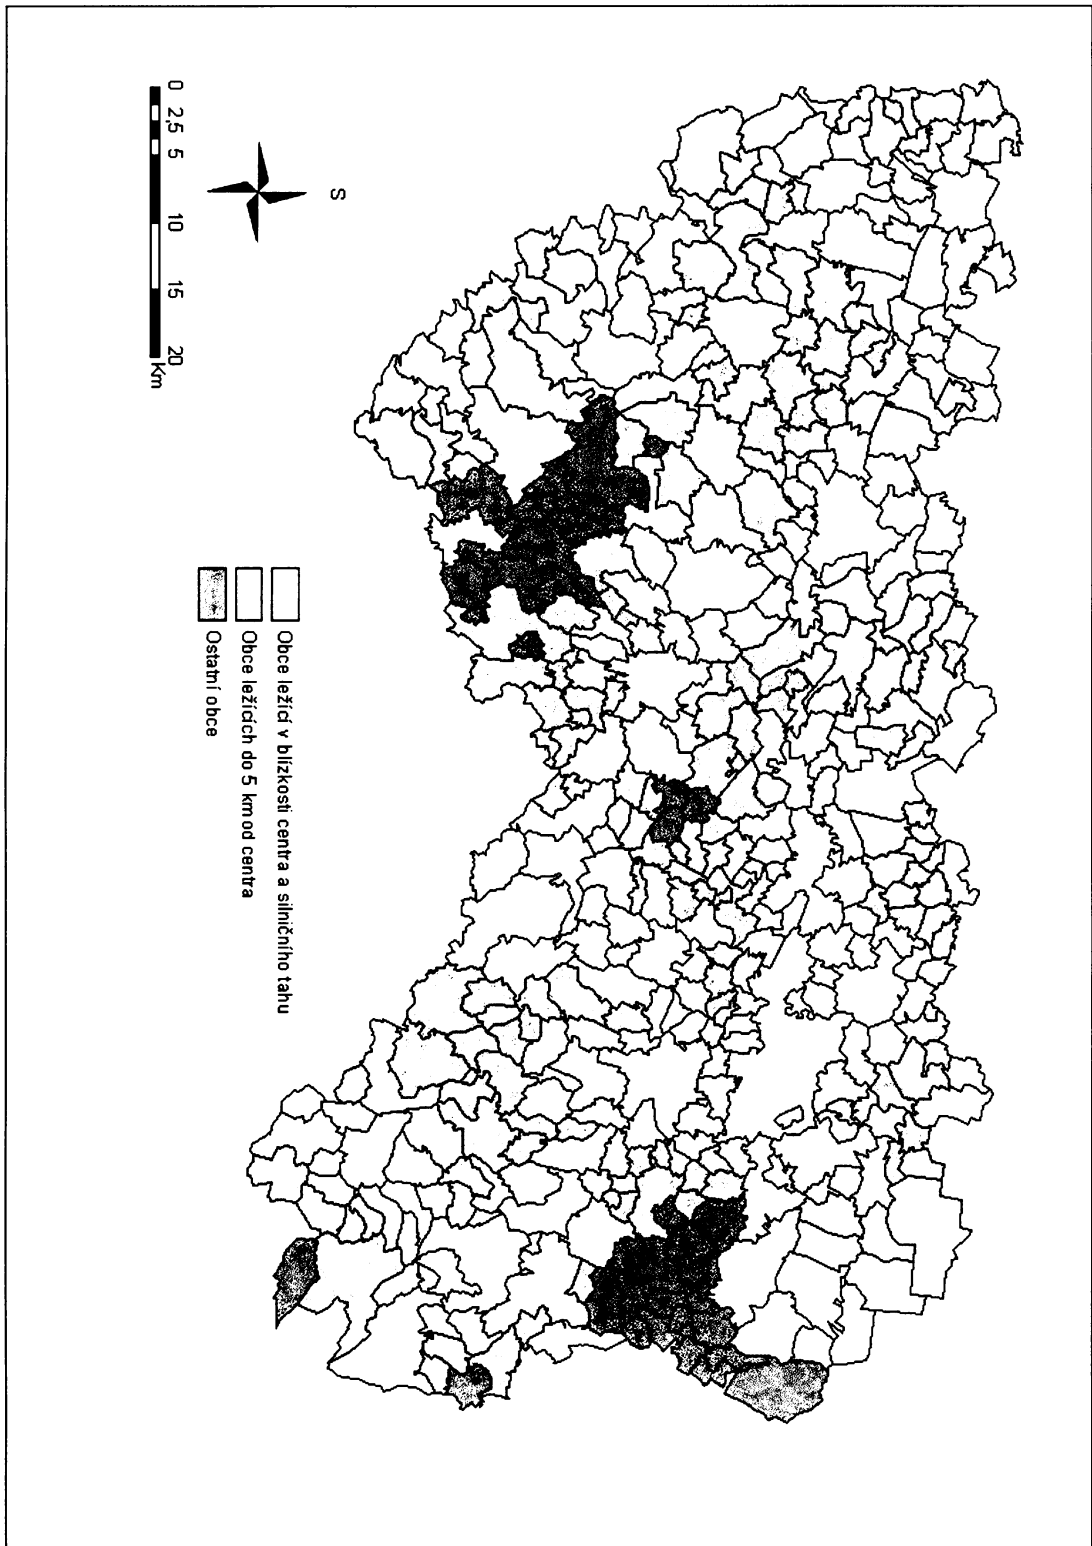 S
0 2,5 5 10 15 20
Km
Obce ležící v blízkosti centra a silničního tahu
Obce ležících do 5 km od centra
Ostatní obce